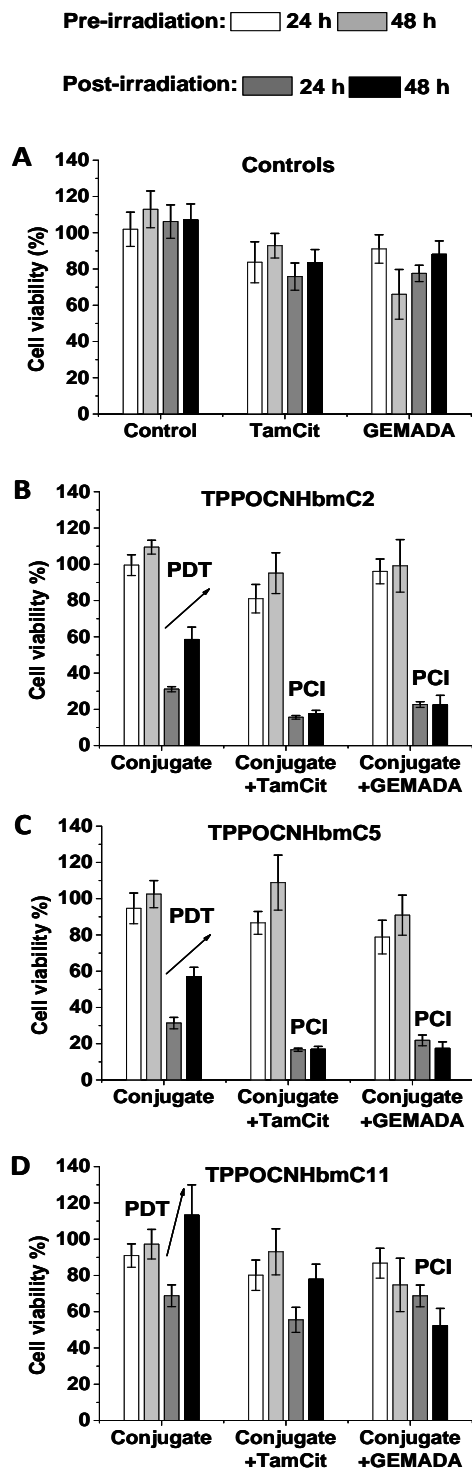 Pre-irradiation: 24 h 48 h
Post-irradiation: 24 h 48 h
A
Controls
Cell viability (%)
140
120
100
80
60
40
20
0
Control TamCit GEMADA
B
TPPOCNHbmC2
Cell viability %)
140
120
100
80
60
40
20
0
PDT
PCI
PCI
Conjugate Conjugate Conjugate
+TamCit +GEMADA
C
TPPOCNHbmC5
Cell viability %)
140
120
100
80
60
40
20
0
PDT
PCI
PCI
Conjugate Conjugate Conjugate
+TamCit +GEMADA
D
TPPOCNHbmC11
Cell viability %)
140
120
100
80
60
40
20
0
PDT
PCI
Conjugate Conjugate Conjugate
+TamCit +GEMADA